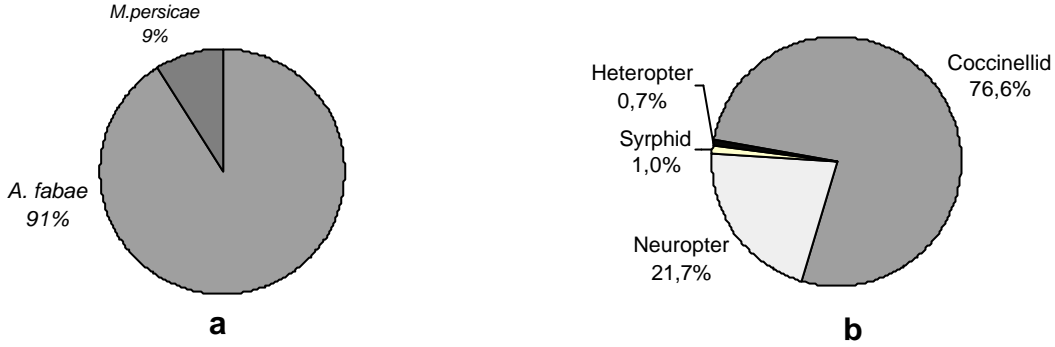 M.persicae
9%
A. fabae
91%
a
Coccinellid
76,6%
Heteropter
0,7%
Syrphid
1,0%
Neuropter
21,7%
b